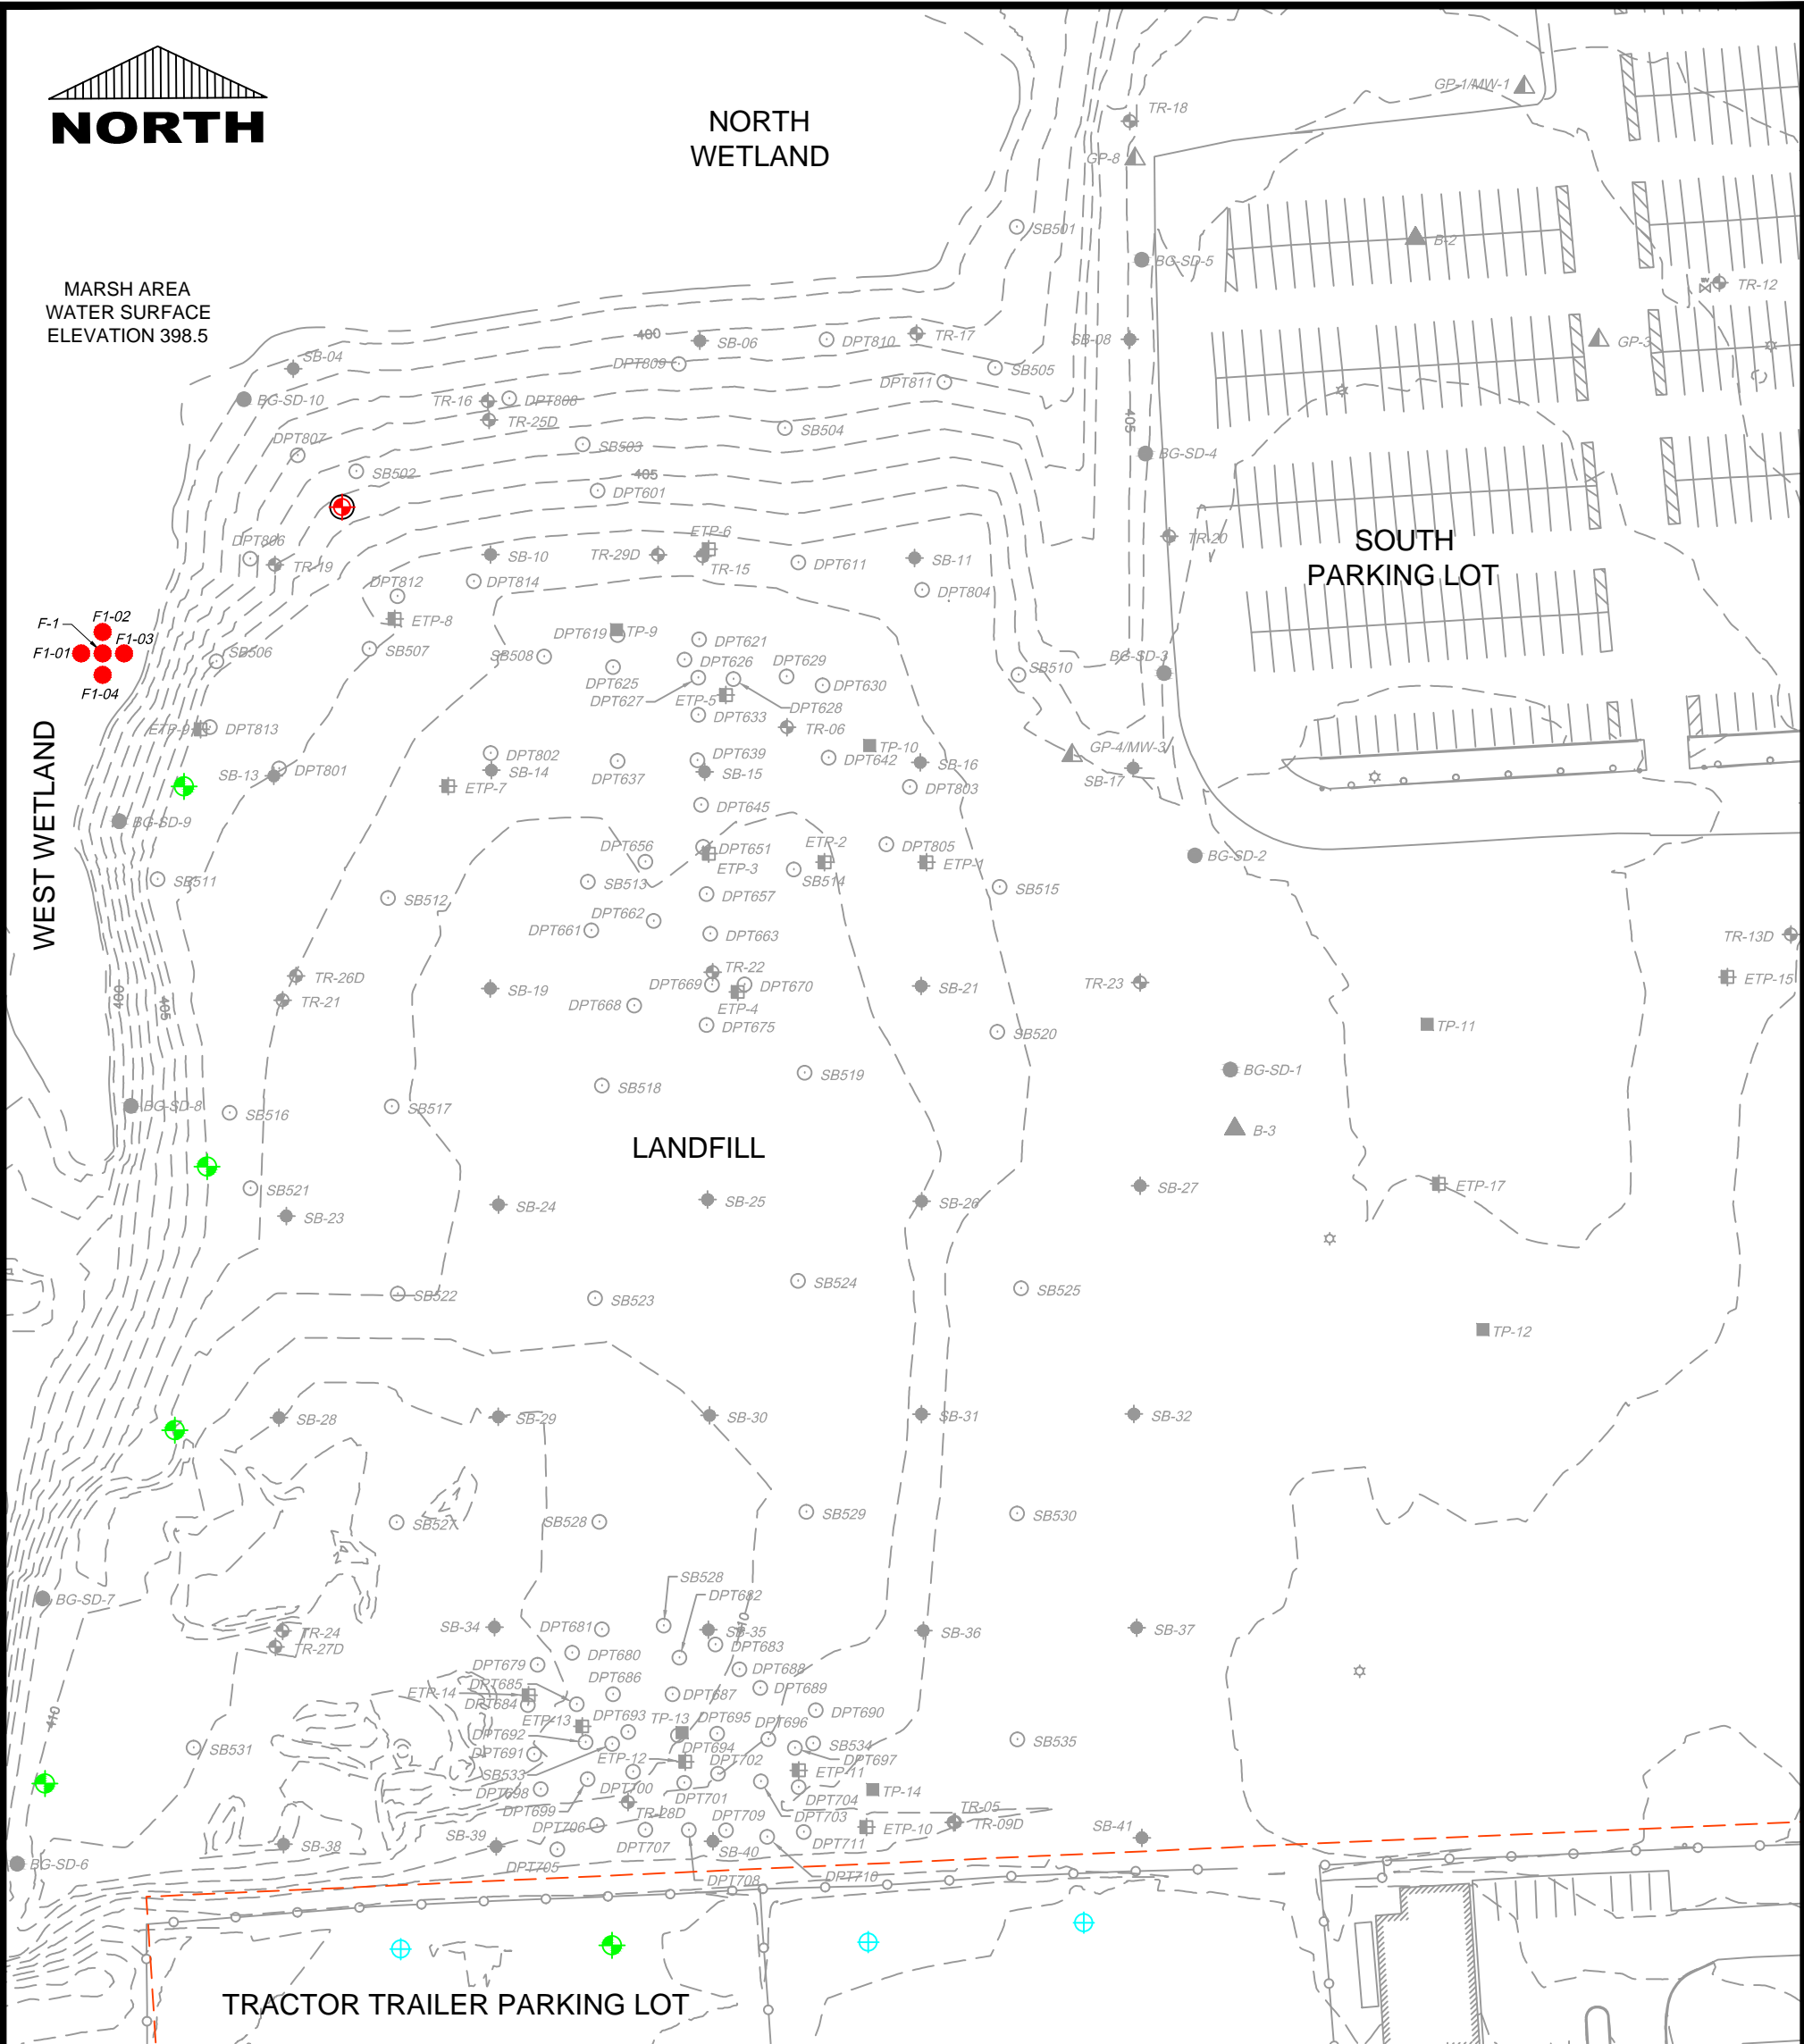 NORTH
NORTH
WETLAND
MARSH AREA
WATER SURFACE
ELEVATION 398.5
GP-1/MW-1
TR-18
GP-8
SB501
B-2
BG-SD-5
TR-12
400
SB-06
DPT810
TR-17
SB-08
GP-3
SB-04
DPT809
SB505
DPT811
BG-SD-10
TR-16
DPT808
TR-25D
405
DPT807
SB503
SB504
BG-SD-4
SB502
405
DPT601
SOUTH
PARKING LOT
ETP-6
TR-20
DPT806
TR-19
SB-10
TR-29D
TR-15
DPT611
SB-11
DPT812
DPT814
DPT804
F1-02
F-1
F1-03
F1-01
F1-04
ETP-8
DPT619
TP-9
DPT621
SB506
SB507
SB508
DPT626
DPT629
SB510
BG-SD-3
DPT625
DPT630
DPT627
ETP-5
DPT628
DPT633
WEST WETLAND
ETP-9
DPT813
TR-06
TP-10
GP-4/MW-3
DPT802
DPT639
DPT642
SB-13
DPT801
SB-14
DPT637
SB-15
SB-16
SB-17
ETP-7
DPT803
DPT645
BG-SD-9
DPT656
DPT651
ETP-2
DPT805
BG-SD-2
ETP-3
SB514
ETP-1
SB511
SB513
SB515
SB512
DPT657
DPT662
DPT661
DPT663
TR-13D
TR-26D
TR-22
TR-23
ETP-15
400
405
TR-21
SB-19
DPT669
DPT670
SB-21
DPT668
ETP-4
DPT675
SB520
TP-11
SB519
BG-SD-1
SB518
BG-SD-8
SB516
SB517
B-3
LANDFILL
SB521
SB-27
ETP-17
SB-23
SB-24
SB-25
SB-26
SB522
SB523
SB524
SB525
TP-12
SB-28
SB-29
SB-30
SB-31
SB-32
SB527
SB528
SB529
SB530
SB528
DPT682
BG-SD-7
410
TR-24
SB-34
DPT681
SB-35
SB-36
SB-37
TR-27D
DPT680
DPT683
DPT679
DPT688
DPT685
DPT686
ETP-14
DPT684
DPT687
DPT689
410
ETP-13
DPT693
TP-13
DPT695
DPT690
DPT692
DPT696
SB531
DPT691
DPT694
SB534
SB535
SB533
ETP-12
DPT702
DPT697
ETP-11
DPT698
DPT700
DPT701
DPT704
TP-14
DPT699
TR-28D
DPT709
DPT703
TR-05
DPT706
ETP-10
TR-09D
SB-38
SB-39
DPT707
SB-40
DPT711
SB-41
BG-SD-6
DPT705
DPT708
DPT710
TRACTOR TRAILER PARKING LOT